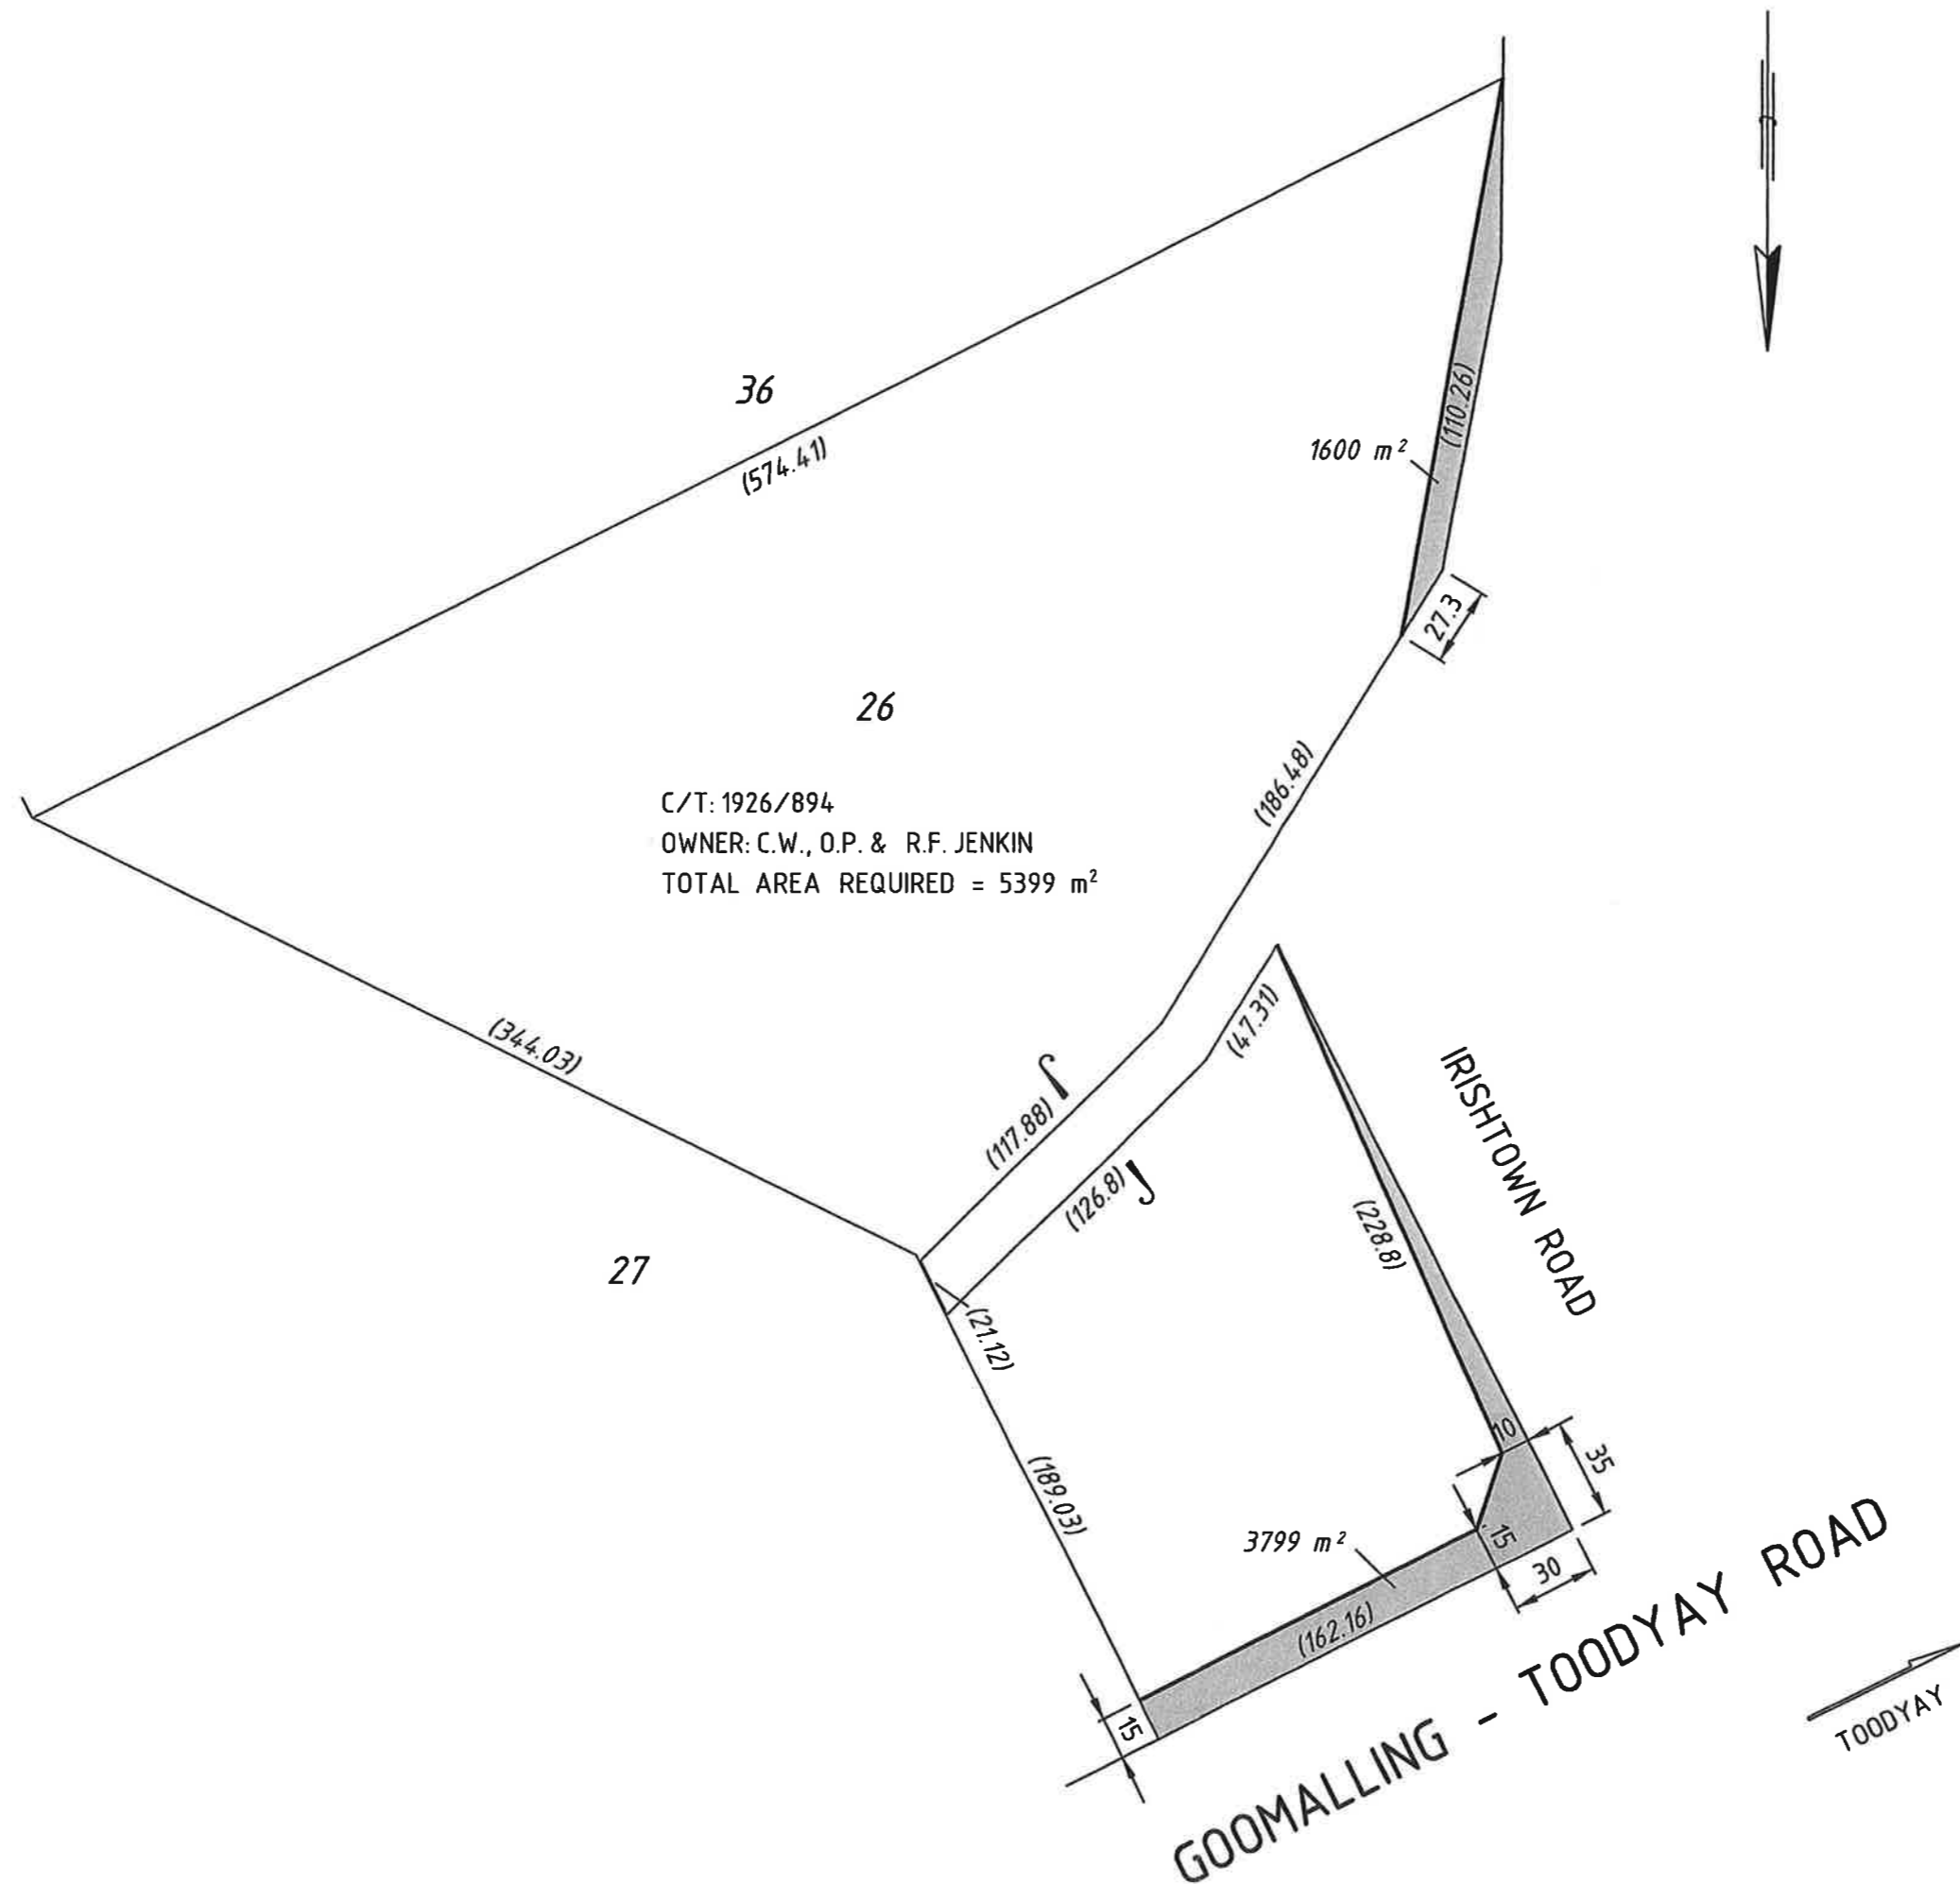 36
(574.41)
(110.26)
1600 m²
27.3
26
(186.48)
C/T: 1926/894
OWNER: C.W., O.P. & R.F. JENKIN
TOTAL AREA REQUIRED = 5399 m²
(344.03)
(47.31)
(117.88)
(126.8)
IRISHTOWN ROAD
(228.8)
27
(21.12)
(189.03)
10
35
3799 m²
15
30
(162.16)
15
GOOMALLING - TOODYAY ROAD
TOODYAY